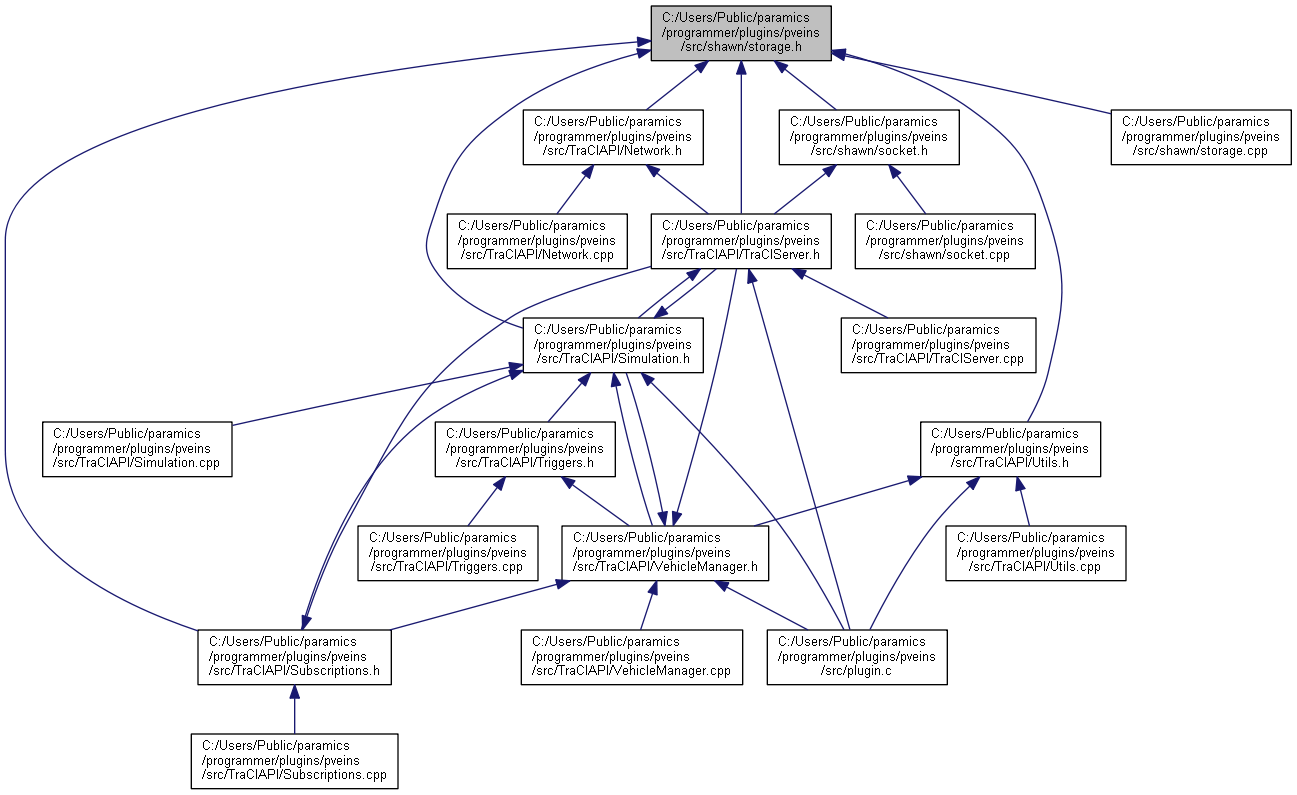 C:/Users/Public/paramics
/programmer/plugins/pveins
/src/shawn/storage.h
C:/Users/Public/paramics
/programmer/plugins/pveins
/src/TraCIAPI/Network.h
C:/Users/Public/paramics
/programmer/plugins/pveins
/src/shawn/socket.h
C:/Users/Public/paramics
/programmer/plugins/pveins
/src/shawn/storage.cpp
C:/Users/Public/paramics
/programmer/plugins/pveins
/src/TraCIAPI/Network.cpp
C:/Users/Public/paramics
/programmer/plugins/pveins
/src/TraCIAPI/TraCIServer.h
C:/Users/Public/paramics
/programmer/plugins/pveins
/src/shawn/socket.cpp
C:/Users/Public/paramics
/programmer/plugins/pveins
/src/TraCIAPI/Simulation.h
C:/Users/Public/paramics
/programmer/plugins/pveins
/src/TraCIAPI/TraCIServer.cpp
C:/Users/Public/paramics
/programmer/plugins/pveins
/src/TraCIAPI/Simulation.cpp
C:/Users/Public/paramics
/programmer/plugins/pveins
/src/TraCIAPI/Triggers.h
C:/Users/Public/paramics
/programmer/plugins/pveins
/src/TraCIAPI/Utils.h
C:/Users/Public/paramics
/programmer/plugins/pveins
/src/TraCIAPI/Triggers.cpp
C:/Users/Public/paramics
/programmer/plugins/pveins
/src/TraCIAPI/VehicleManager.h
C:/Users/Public/paramics
/programmer/plugins/pveins
/src/TraCIAPI/Utils.cpp
C:/Users/Public/paramics
/programmer/plugins/pveins
/src/TraCIAPI/Subscriptions.h
C:/Users/Public/paramics
/programmer/plugins/pveins
/src/TraCIAPI/VehicleManager.cpp
C:/Users/Public/paramics
/programmer/plugins/pveins
/src/plugin.c
C:/Users/Public/paramics
/programmer/plugins/pveins
/src/TraCIAPI/Subscriptions.cpp